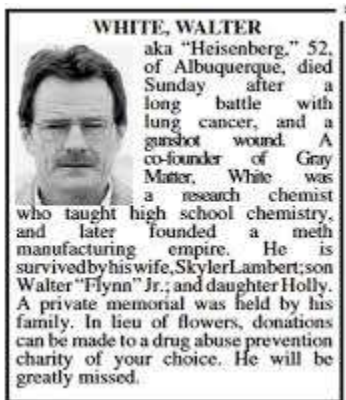 WHITE, WALTER
aka “Heisenberg,” 52,
of Albuquerque, died
Sunday after a
long battle with
lung cancer, and a
gunshot wound. A
co-founder of Gray
Matter, White was
a research chemist
who taught high school chemistry,
and later founded a meth
manufacturing empire. He is
survived by his wife, Skyler Lambert; son
Walter “Flynn” Jr.; and daughter Holly.
A private memorial was held by his
family. In lieu of flowers, donations
can be made to a drug abuse prevention
charity of your choice. He will be
greatly missed.